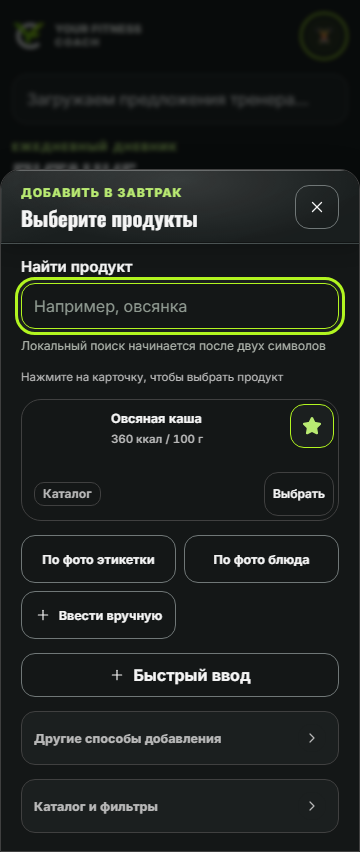 YOUR FITNESS
COACH
Загружаем предложения тренера...
ЕЖЕДНЕВНЫЙ ДНЕВНИК
ДОБАВИТЬ В ЗАВТРАК
Выберите продукты
Найти продукт
Например, овсянка
Локальный поиск начинается после двух символов
Нажмите на карточку, чтобы выбрать продукт
Овсяная каша
360 ккал / 100 г
Каталог
Выбрать
По фото этикетки
По фото блюда
+ Ввести вручную
+ Быстрый ввод
Другие способы добавления
Каталог и фильтры